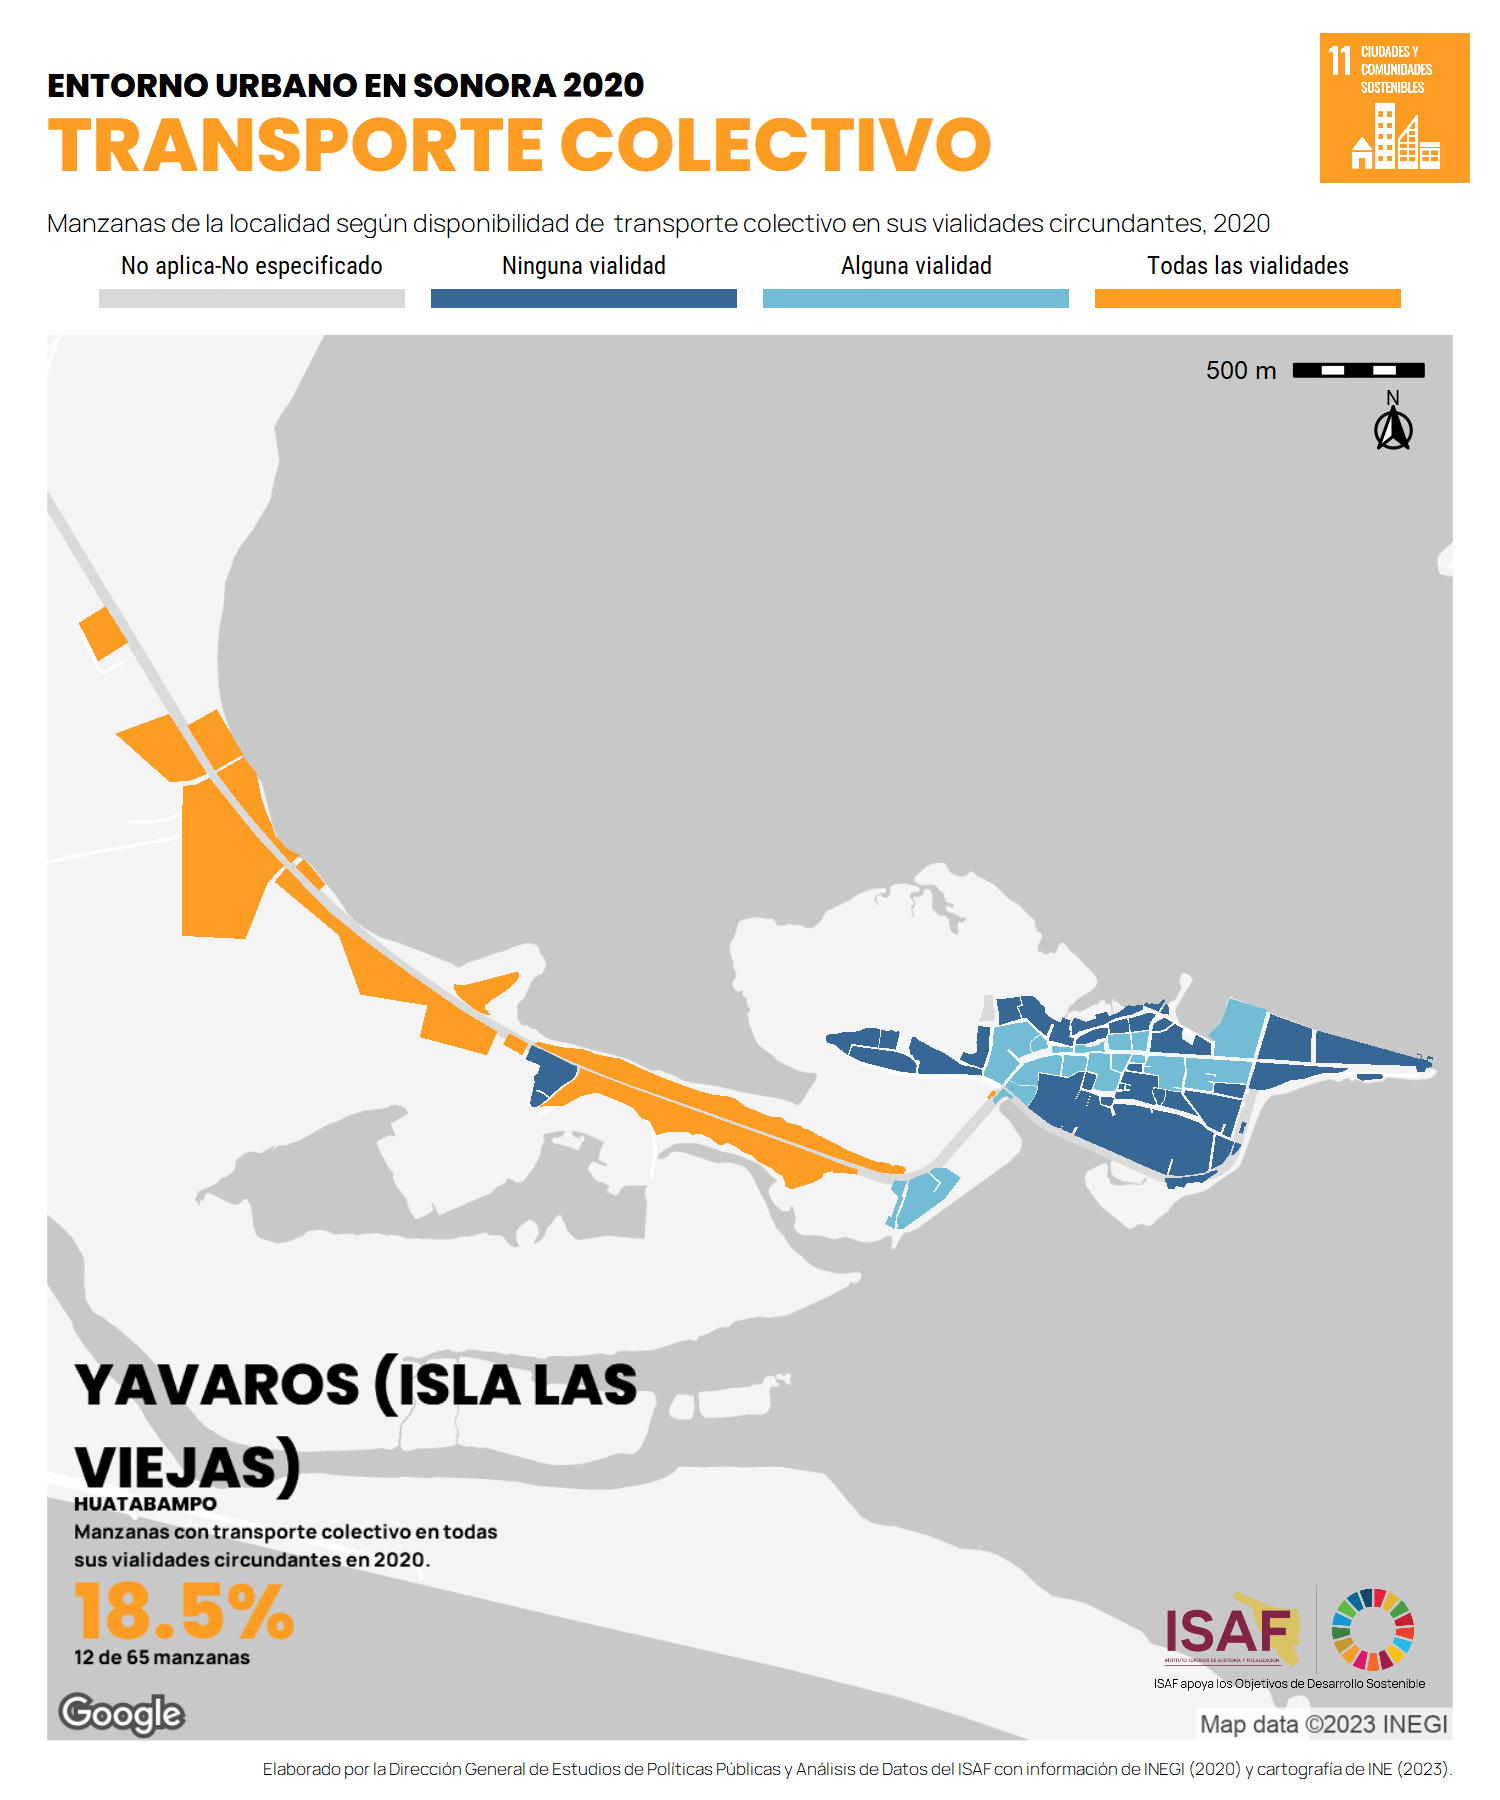 ENTORNO URBANO EN SONORA 2020
TRANSPORTE COLECTIVO
11 CIUDADES Y
COMUNIDADES
SOSTENIBLES
Manzanas de la localidad según disponibilidad de transporte colectivo en sus vialidades circundantes, 2020
No aplica-No especificado
Ninguna vialidad
Alguna vialidad
Todas las vialidades
500 m
N
YAVAROS (ISLA LAS
VIEJAS)
HUATABAMPO
Manzanas con transporte colectivo en todas
sus vialidades circundantes en 2020.
18.5%
12 de 65 manzanas
ISAF
INSTITUTO SUPERIOR DE AUDITORÍA Y FISCALIZACIÓN
ISAF apoya los Objetivos de Desarrollo Sostenible
Google
Map data ©2023 INEGI
Elaborado por la Dirección General de Estudios de Políticas Públicas y Análisis de Datos del ISAF con información de INEGI (2020) y cartografía de INE (2023).